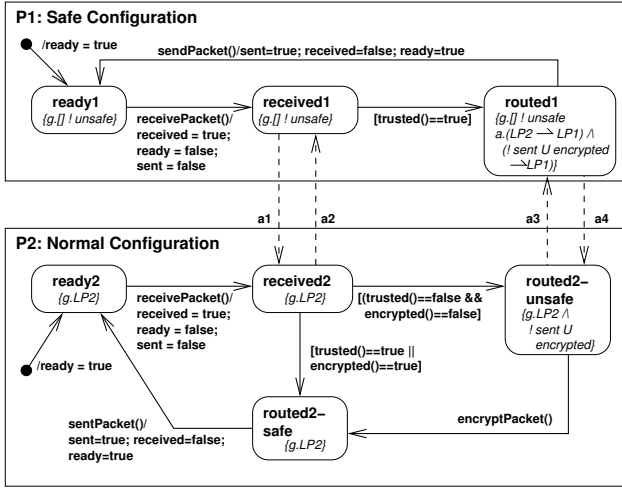 P1: Safe Configuration
/ready = true
sendPacket()/sent=true; received=false; ready=true
ready1
{g.[] ! unsafe}
receivePacket()/
received = true;
ready = false;
sent = false
received1
{g.[] ! unsafe}
[trusted()==true]
routed1
{g.[] ! unsafe
a.(LP2 ⇀ LP1) /\
(! sent U encrypted
⇀LP1)}
a1
a2
a3
a4
P2: Normal Configuration
ready2
{g.LP2}
receivePacket()/
received = true;
ready = false;
sent = false
received2
{g.LP2}
[(trusted()==false &&
encrypted()==false]
routed2-
unsafe
{g.LP2 /\
! sent U
encrypted}
/ready = true
[trusted()==true ||
encrypted()==true]
sentPacket()/
sent=true; received=false;
ready=true
routed2-
safe
{g.LP2}
encryptPacket()